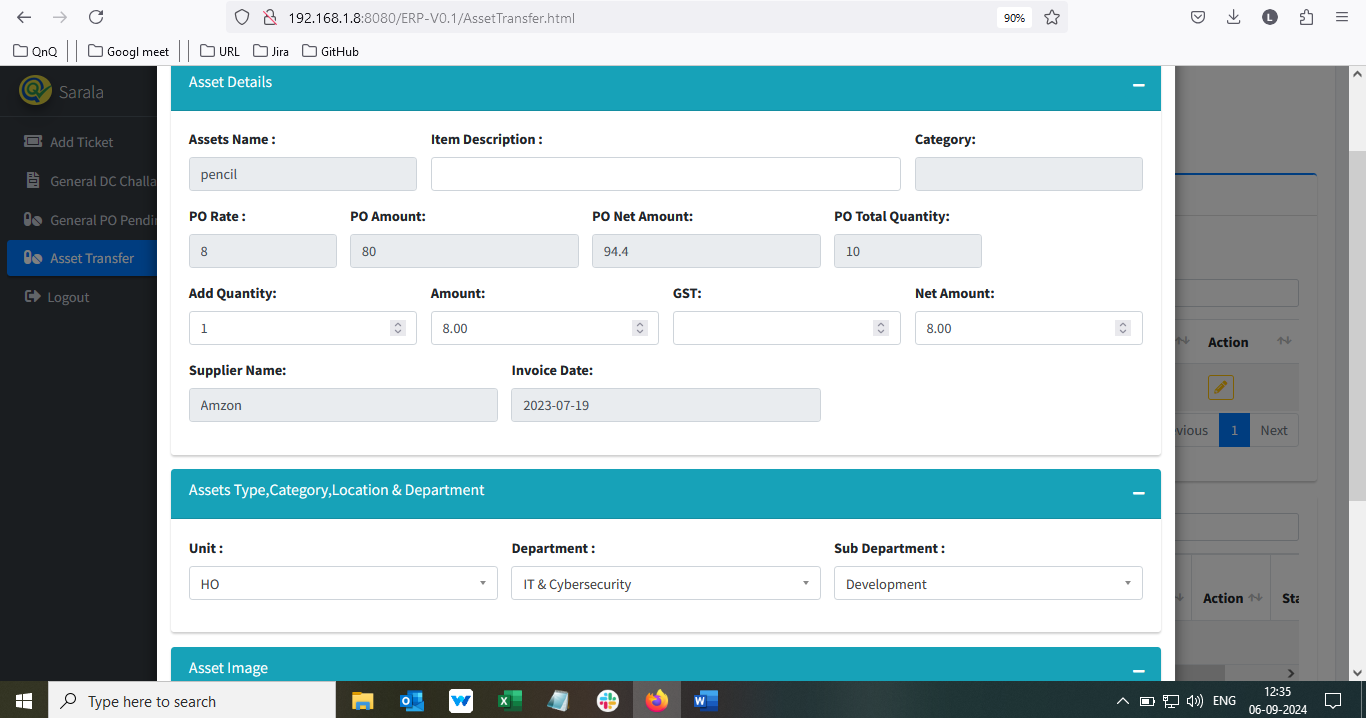 192.168.1.8:8080/ERP-V0.1/AssetTransfer.html
90%
L
QnQ
Googl meet
URL
Jira
GitHub
Sarala
Add Ticket
General DC Challa
General PO Pendin
Asset Transfer
Logout
Asset Details
Assets Name :
Item Description :
Category:
pencil
PO Rate :
PO Amount:
PO Net Amount:
PO Total Quantity:
8
80
94.4
10
Add Quantity:
Amount:
GST:
Net Amount:
1
8.00
8.00
Supplier Name:
Invoice Date:
Amzon
2023-07-19
Action
vious
1
Next
Assets Type,Category,Location & Department
Unit :
Department :
Sub Department :
HO
IT & Cybersecurity
Development
Action
Sta
Asset Image
Type here to search
ENG
12:35
06-09-2024